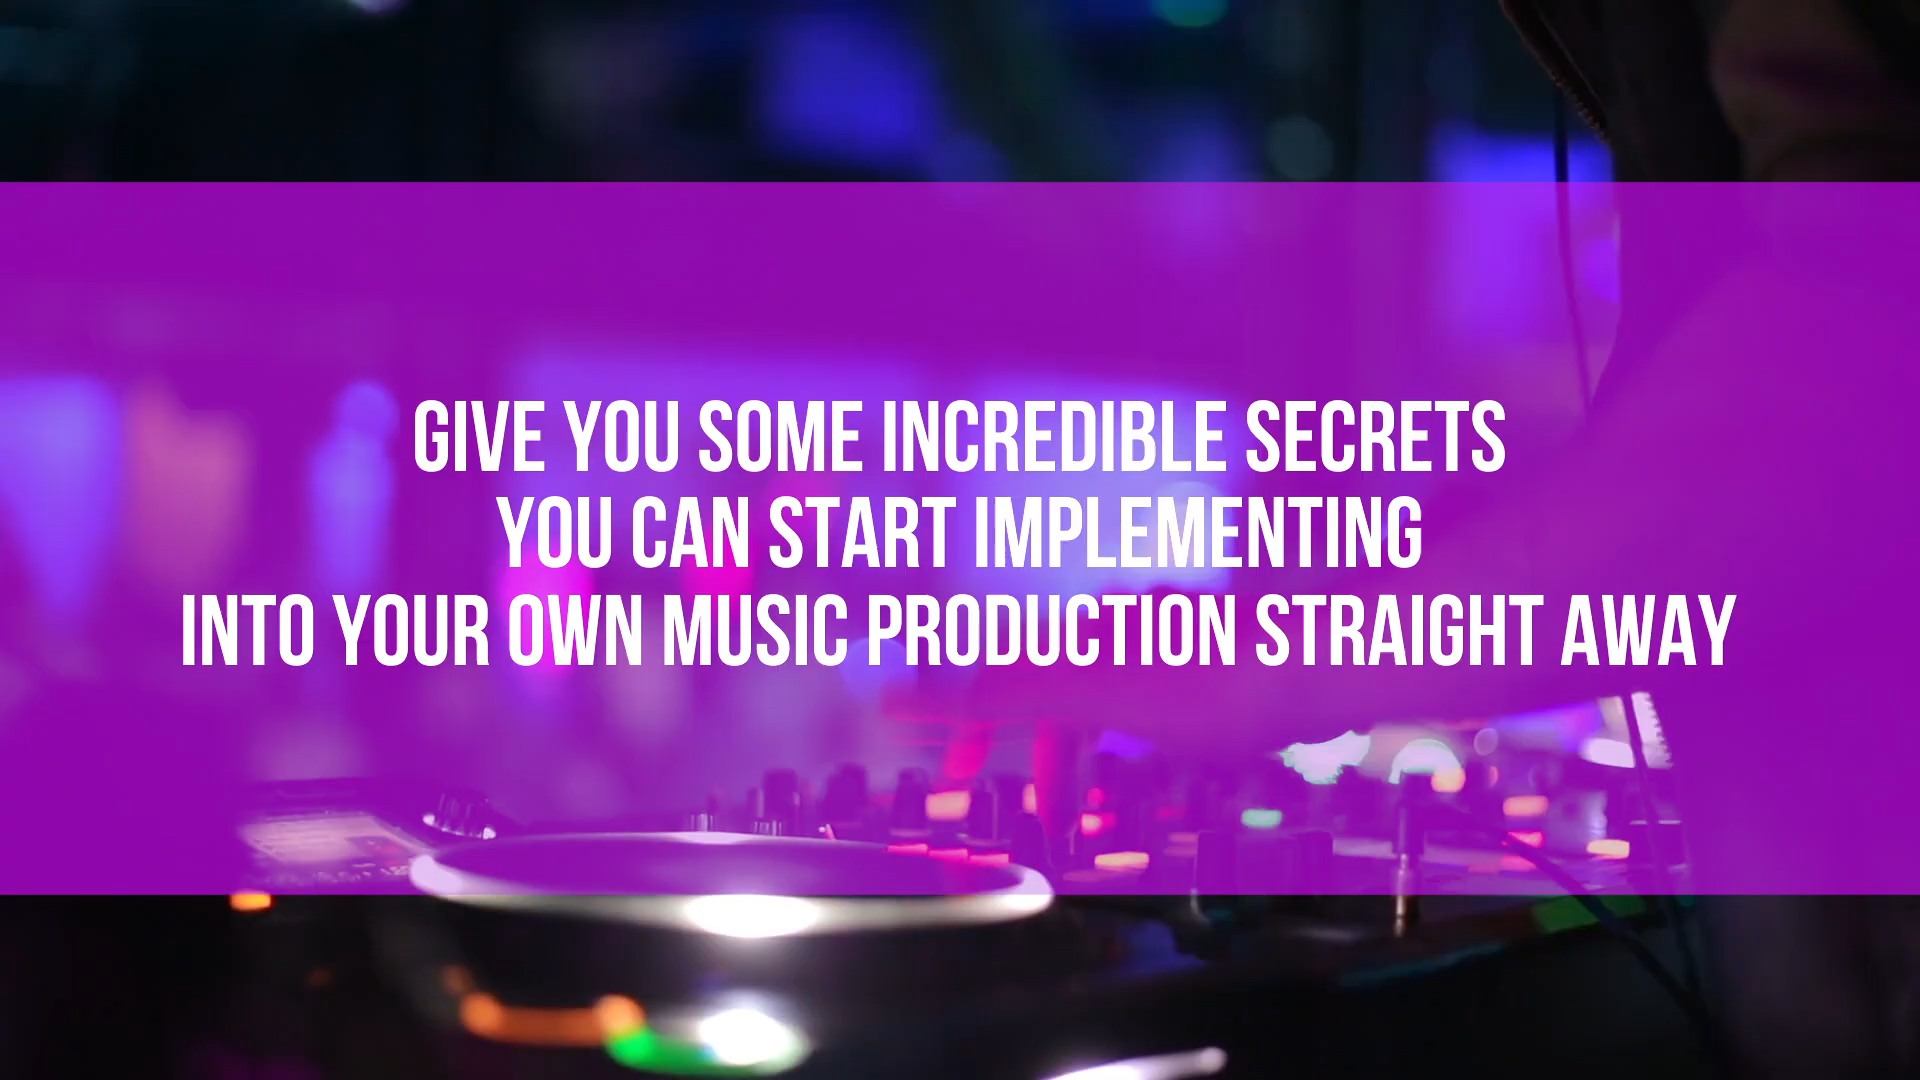 GIVE YOU SOME INCREDIBLE SECRETS
YOU CAN START IMPLEMENTING
INTO YOUR OWN MUSIC PRODUCTION STRAIGHT AWAY